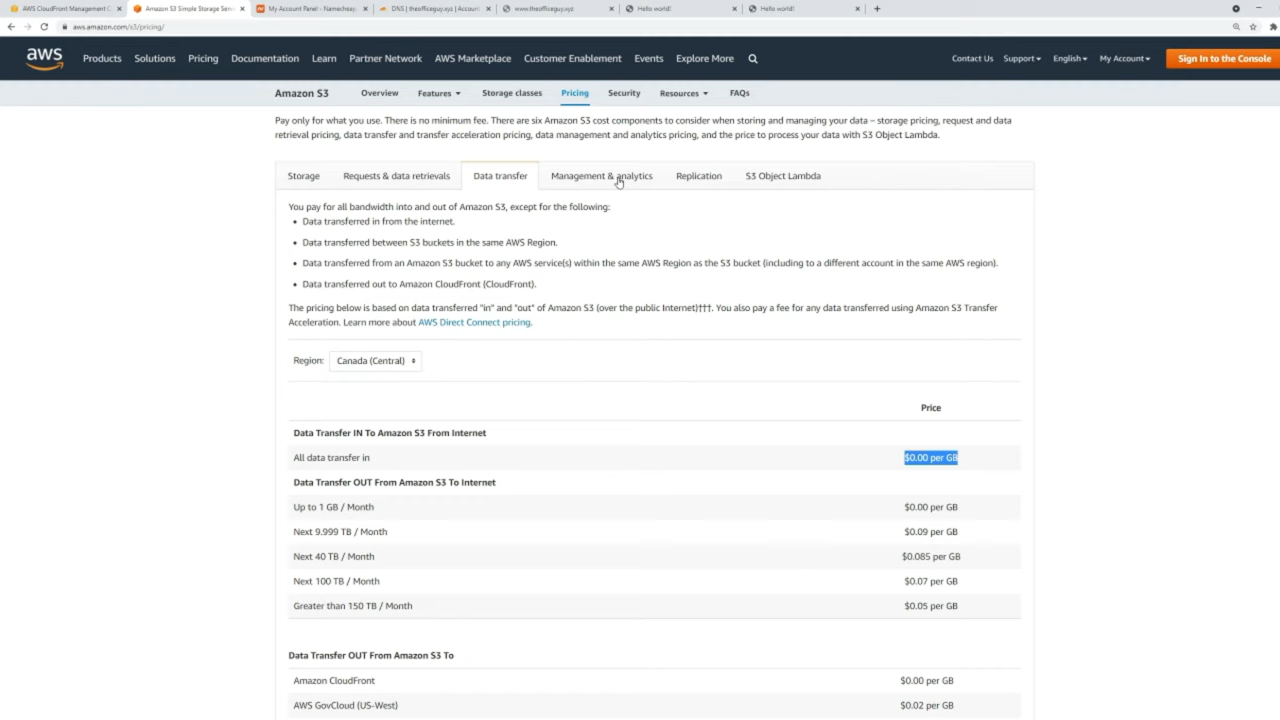 AWS CloudFront Management C
Amazon S3 Simple Storage Serv
My Account Panel - Namecheap
DNS | theofficeguy.xyz | Account
www.theofficeguy.xyz
Hello world!
Hello world!
aws.amazon.com/s3/pricing/
aws
Products
Solutions
Pricing
Documentation
Learn
Partner Network
AWS Marketplace
Customer Enablement
Events
Explore More
Contact Us
Support
English
My Account
Sign In to the Console
Amazon S3
Overview
Features
Storage classes
Pricing
Security
Resources
FAQs
Pay only for what you use. There is no minimum fee. There are six Amazon S3 cost components to consider when storing and managing your data – storage pricing, request and data
retrieval pricing, data transfer and transfer acceleration pricing, data management and analytics pricing, and the price to process your data with S3 Object Lambda.
Storage
Requests & data retrievals
Data transfer
Management & analytics
Replication
S3 Object Lambda
You pay for all bandwidth into and out of Amazon S3, except for the following:
• Data transferred in from the internet.
• Data transferred between S3 buckets in the same AWS Region.
• Data transferred from an Amazon S3 bucket to any AWS service(s) within the same AWS Region as the S3 bucket (including to a different account in the same AWS region).
• Data transferred out to Amazon CloudFront (CloudFront).
The pricing below is based on data transferred "in" and "out" of Amazon S3 (over the public Internet)†††. You also pay a fee for any data transferred using Amazon S3 Transfer
Acceleration. Learn more about AWS Direct Connect pricing.
Region: Canada (Central)
Price
Data Transfer IN To Amazon S3 From Internet
All data transfer in $0.00 per GB
Data Transfer OUT From Amazon S3 To Internet
Up to 1 GB / Month $0.00 per GB
Next 9.999 TB / Month $0.09 per GB
Next 40 TB / Month $0.085 per GB
Next 100 TB / Month $0.07 per GB
Greater than 150 TB / Month $0.05 per GB
Data Transfer OUT From Amazon S3 To
Amazon CloudFront $0.00 per GB
AWS GovCloud (US-West) $0.02 per GB